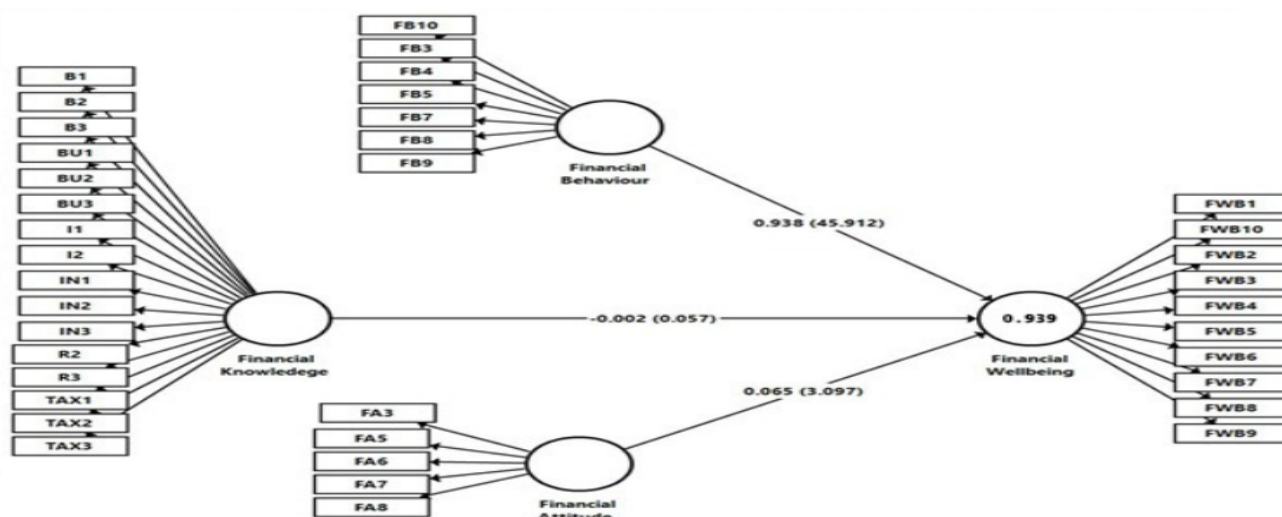 FB10
FB3
FB4
FB5
FB7
FB8
FB9
Financial
Behaviour
B1
B2
B3
BU1
BU2
BU3
I1
I2
IN1
IN2
IN3
R2
R3
TAX1
TAX2
TAX3
Financial
Knowledege
0.938 (45.912)
-0.002 (0.057)
0.065 (3.097)
FA3
FA5
FA6
FA7
FA8
Financial
Attitude
0.939
Financial
Wellbeing
FWB1
FWB10
FWB2
FWB3
FWB4
FWB5
FWB6
FWB7
FWB8
FWB9